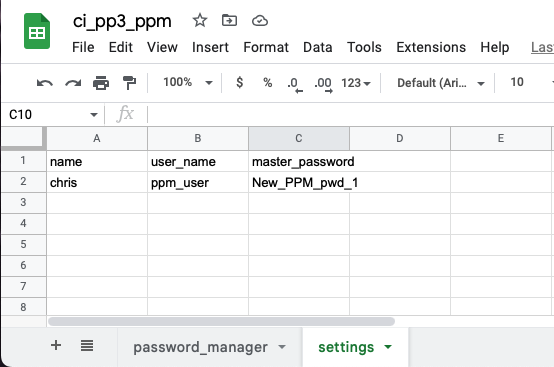 ci_pp3_ppm
File Edit View Insert Format Data Tools Extensions Help Las
100% $ % .0 .00 123 Default (Ari... 10
C10 fx
A B C D E
1 name user_name master_password
2 chris ppm_user New_PPM_pwd_1
3
4
5
6
7
8
+ password_manager settings